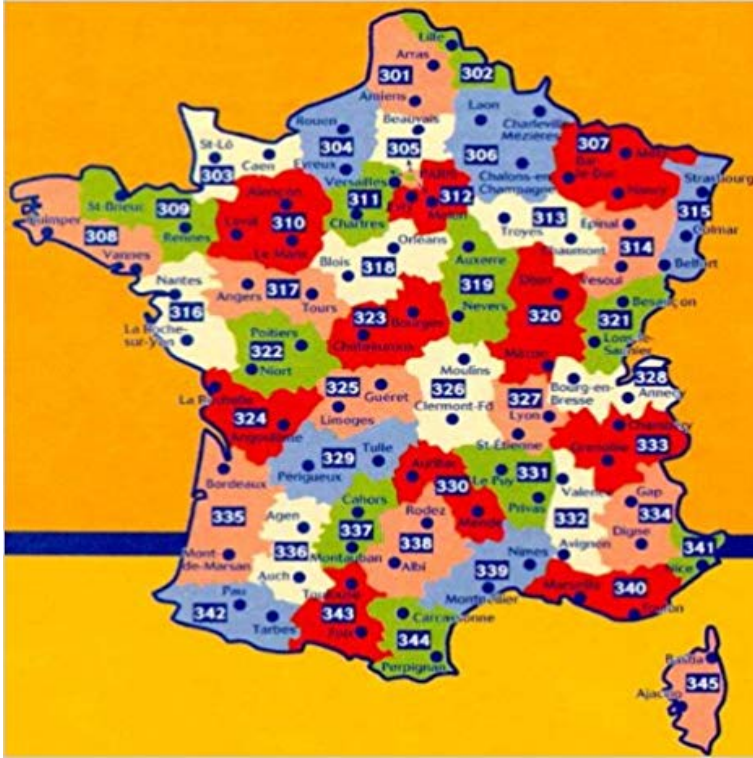 Lille
Arras
301
302
Amiens
Laon
Rouen
Beauvais
Charleville
Mézières
St-Lô
304
305
306
307
Metz
Caen
303
Evreux
Versailles
PARIS
Chalons-en-
Champagne
Bar-
le-Duc
Nancy
Strasbourg
St-Brieuc
309
Alençon
311
312
Melun
315
Quimper
308
Rennes
Laval
310
Chartres
Troyes
313
Epinal
Colmar
Vannes
Le Mans
Orléans
Chaumont
314
Blois
318
Auxerre
Belfort
Nantes
317
319
Dijon
Vesoul
316
Angers
Tours
320
321
Besançon
La Roche-
sur-Yon
323
Bourges
Nevers
Poitiers
322
Chateauroux
Lons-le-
Saunier
Niort
Moulins
Mâcon
La Rochelle
325
Guéret
326
327
Bourg-en-
Bresse
328
Annecy
324
Limoges
Clermont-Fd
Lyon
Angoulême
Chambéry
329
Tulle
St-Étienne
Grenoble
333
Périgueux
Aurillac
Le Puy
331
Bordeaux
330
Valence
Gap
Cahors
Privas
335
Agen
337
Rodez
Mende
332
334
336
338
Avignon
Digne
341
Mont-
de-Marsan
Montauban
Nimes
Nice
Auch
Albi
339
Marseille
340
Toulouse
Montpellier
Pau
342
343
Carcassonne
Toulon
Tarbes
Foix
344
Perpignan
Bastia
345
Ajaccio